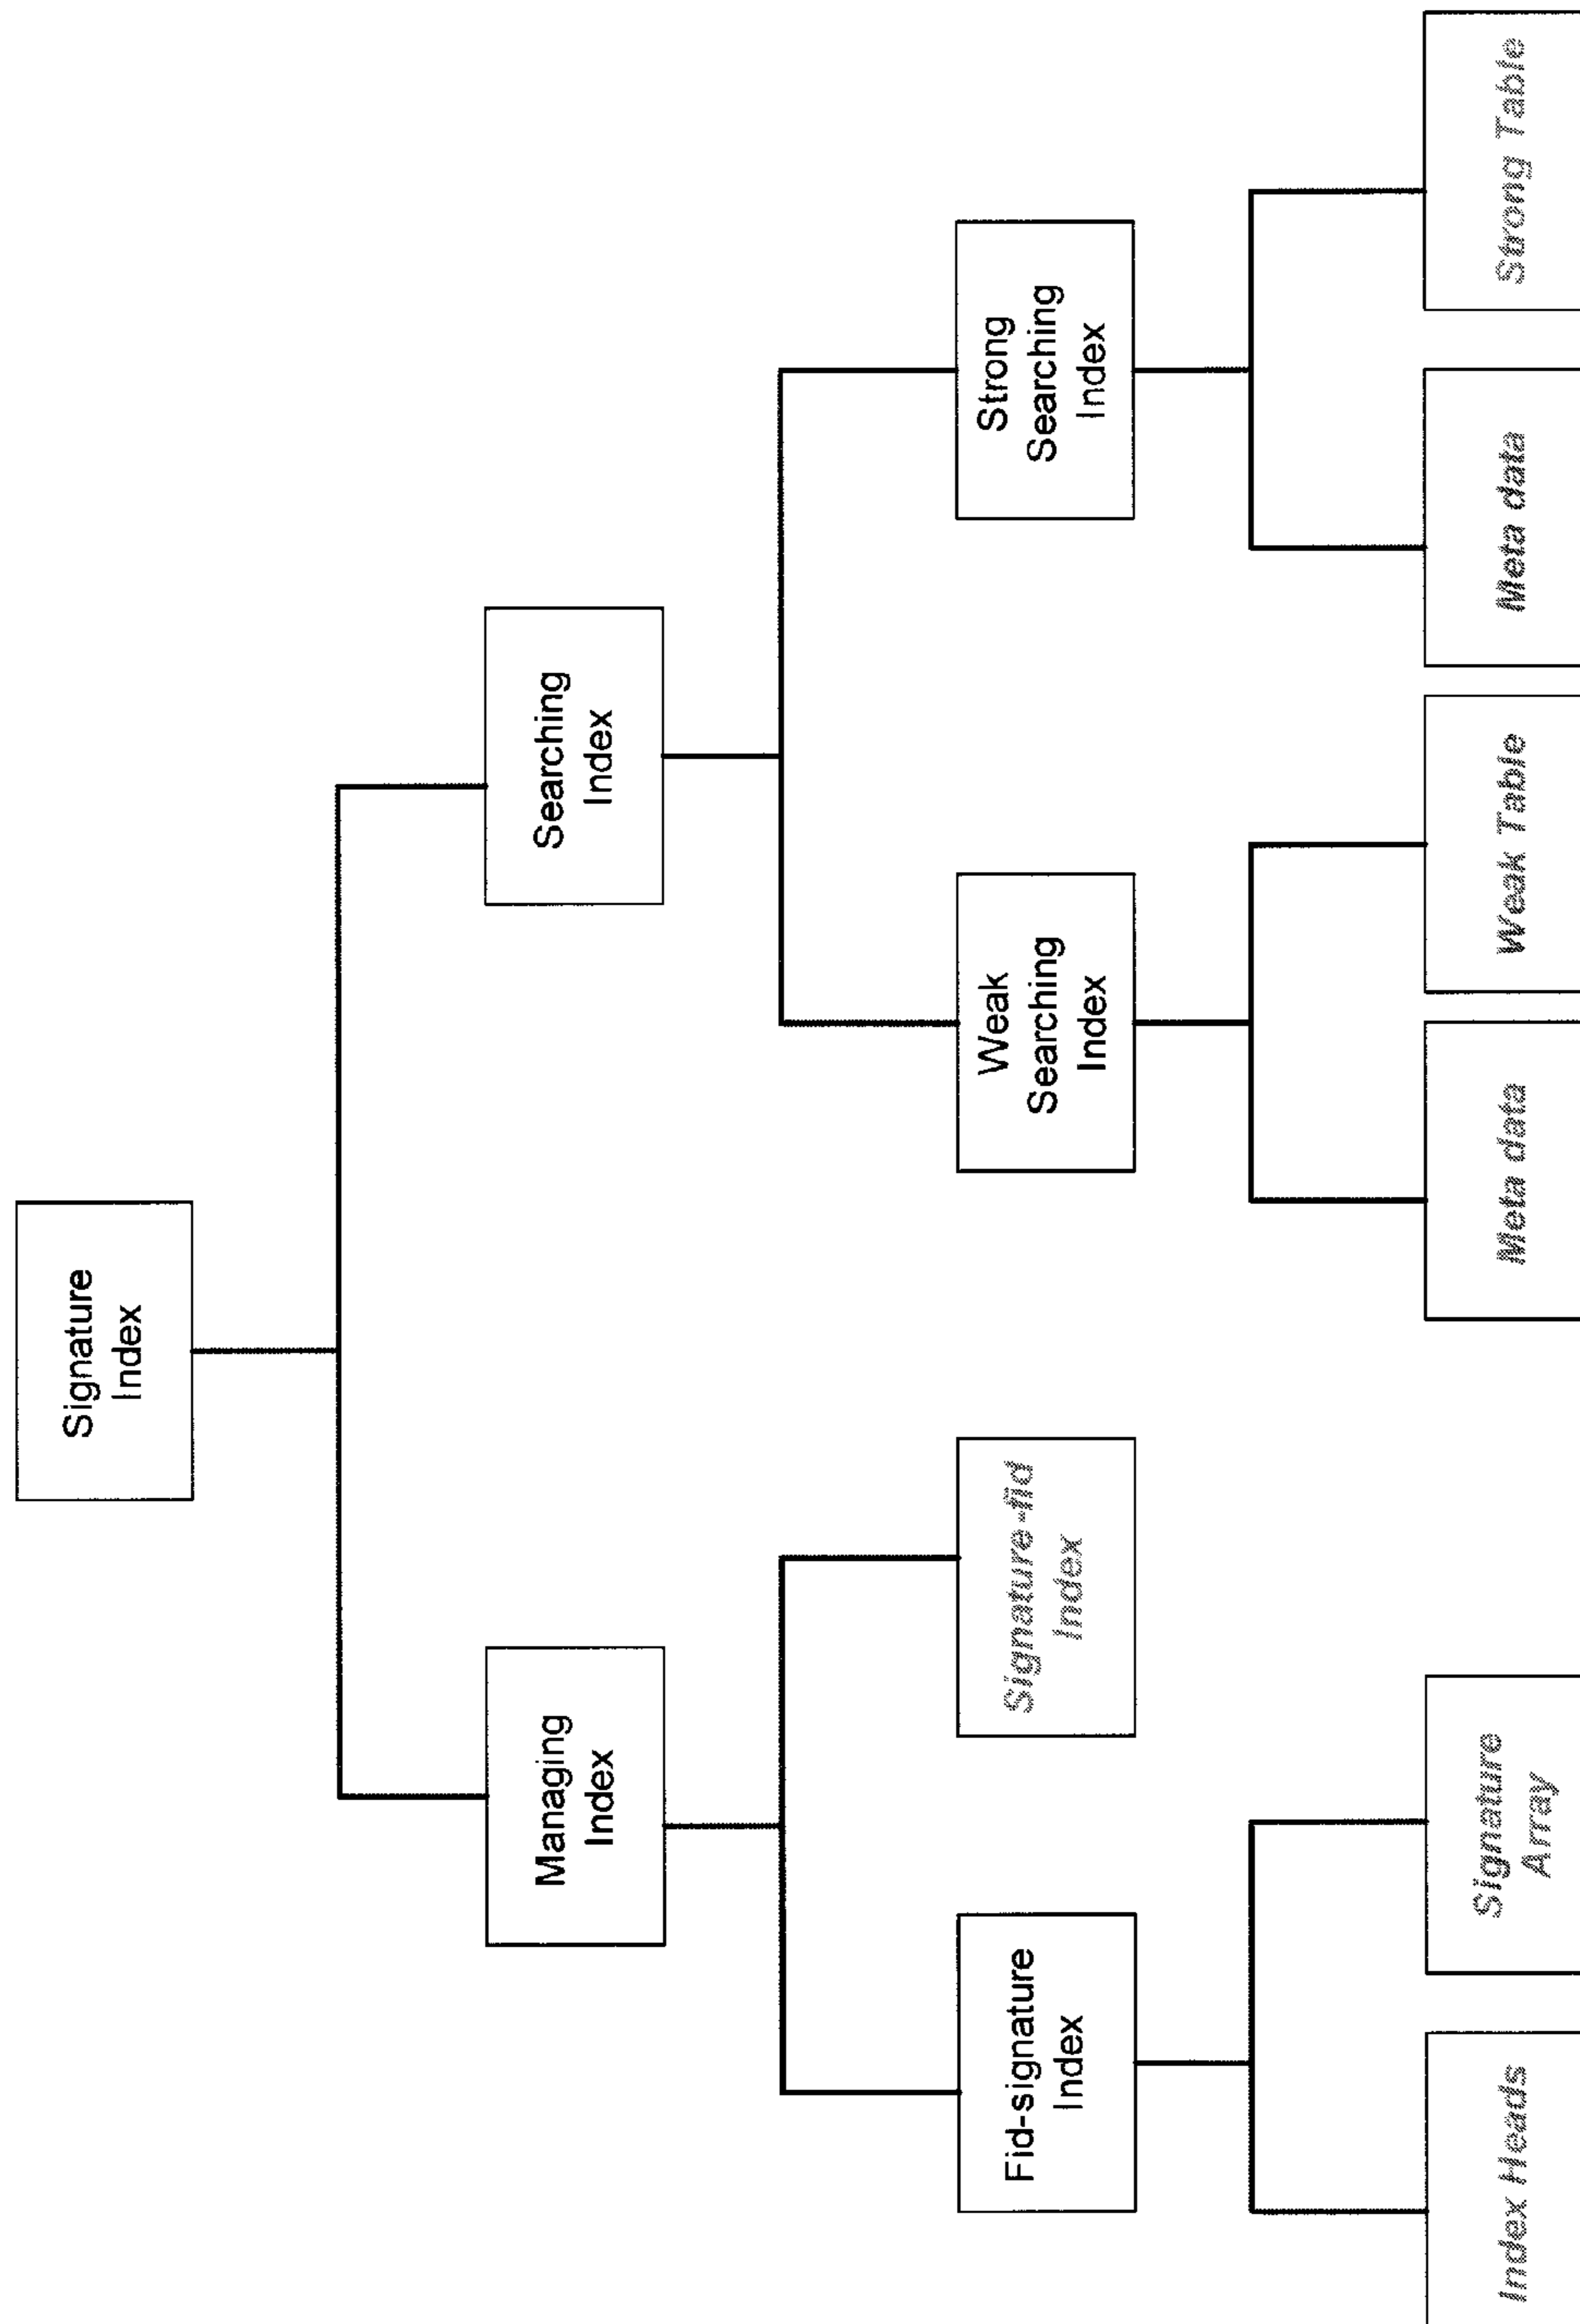 Signature
Index
Managing
Index
Searching
Index
Fid-signature
Index
Signature-fid
Index
Weak
Searching
Index
Strong
Searching
Index
Index Heads
Signature
Array
Meta data
Weak Table
Meta data
Strong Table